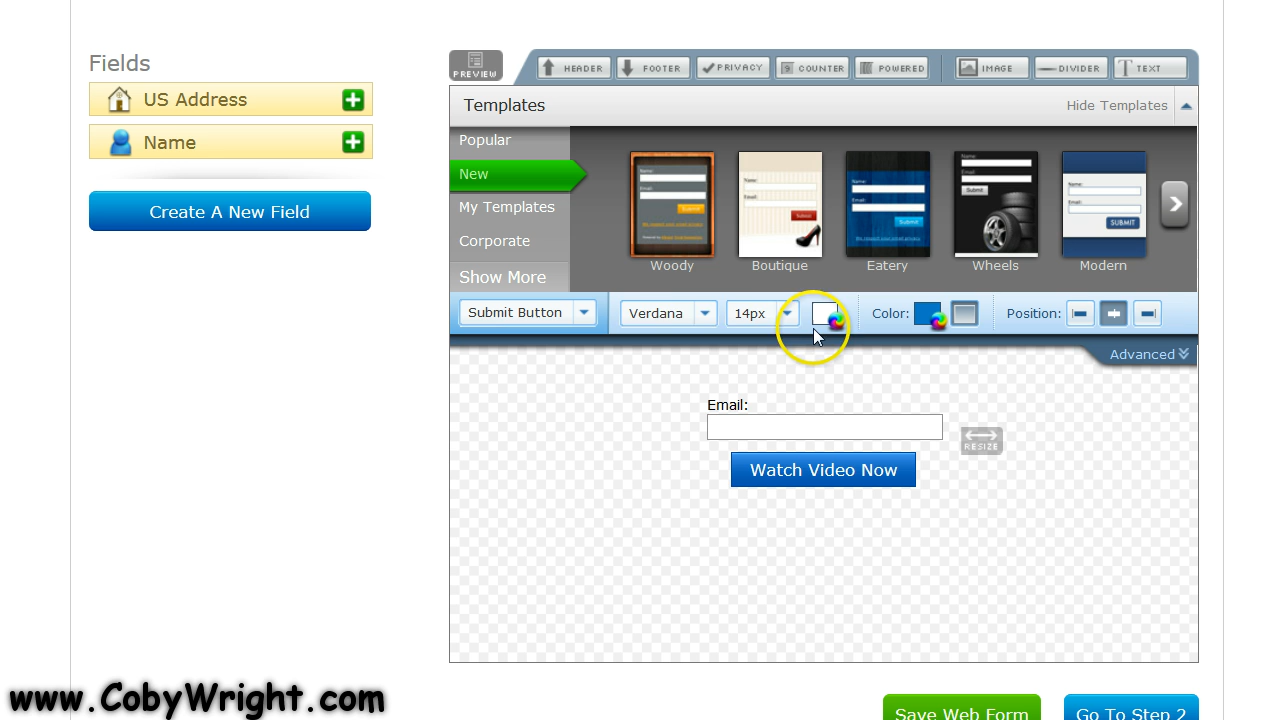 Fields
US Address
Name
Create A New Field
PREVIEW
HEADER
FOOTER
PRIVACY
COUNTER
POWERED
IMAGE
DIVIDER
TEXT
Templates
Hide Templates
Popular
New
My Templates
Corporate
Show More
Woody
Boutique
Eatery
Wheels
Modern
Submit Button
Verdana
14px
Color:
Position:
Advanced
Email:
RESIZE
Watch Video Now
www.CobyWright.com
Save Web Form
Go To Step 2